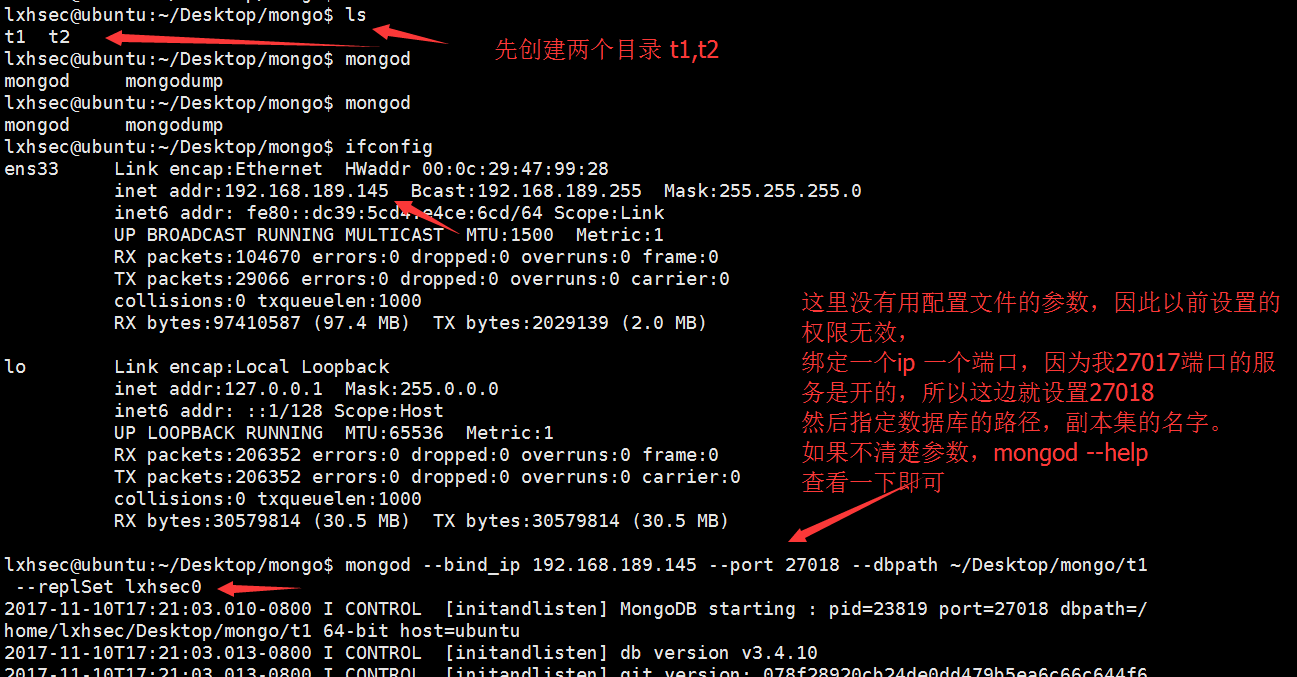 lxhsec@ubuntu:~/Desktop/mongo$ ls
t1  t2
先创建两个目录 t1,t2
lxhsec@ubuntu:~/Desktop/mongo$ mongod
mongod     mongodump
lxhsec@ubuntu:~/Desktop/mongo$ mongod
mongod     mongodump
lxhsec@ubuntu:~/Desktop/mongo$ ifconfig
ens33     Link encap:Ethernet  HWaddr 00:0c:29:47:99:28
inet addr:192.168.189.145  Bcast:192.168.189.255  Mask:255.255.255.0
inet6 addr: fe80::dc39:5cd4:e4ce:6cd/64 Scope:Link
UP BROADCAST RUNNING MULTICAST  MTU:1500  Metric:1
RX packets:104670 errors:0 dropped:0 overruns:0 frame:0
TX packets:29066 errors:0 dropped:0 overruns:0 carrier:0
collisions:0 txqueuelen:1000
RX bytes:97410587 (97.4 MB)  TX bytes:2029139 (2.0 MB)
这里没有用配置文件的参数，因此以前设置的
权限无效，
绑定一个ip 一个端口，因为我27017端口的服
务是开的，所以这边就设置27018
然后指定数据库的路径，副本集的名字。
如果不清楚参数，mongod --help
查看一下即可
lo        Link encap:Local Loopback
inet addr:127.0.0.1  Mask:255.0.0.0
inet6 addr: ::1/128 Scope:Host
UP LOOPBACK RUNNING  MTU:65536  Metric:1
RX packets:206352 errors:0 dropped:0 overruns:0 frame:0
TX packets:206352 errors:0 dropped:0 overruns:0 carrier:0
collisions:0 txqueuelen:1000
RX bytes:30579814 (30.5 MB)  TX bytes:30579814 (30.5 MB)
lxhsec@ubuntu:~/Desktop/mongo$ mongod --bind_ip 192.168.189.145 --port 27018 --dbpath ~/Desktop/mongo/t1
--replSet lxhsec0
2017-11-10T17:21:03.010-0800 I CONTROL  [initandlisten] MongoDB starting : pid=23819 port=27018 dbpath=/
home/lxhsec/Desktop/mongo/t1 64-bit host=ubuntu
2017-11-10T17:21:03.013-0800 I CONTROL  [initandlisten] db version v3.4.10
2017-11-10T17:21:03.013-0800 I CONTROL  [initandlisten] git version: 078f28920cb24de0dd479b5ea6c66c644f6